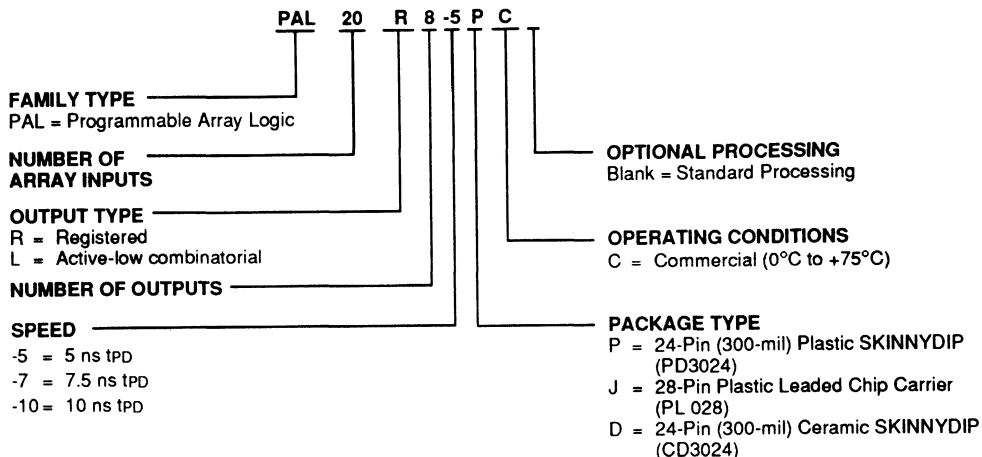 PAL 20 R 8 -5 P C
FAMILY TYPE
PAL = Programmable Array Logic
NUMBER OF
ARRAY INPUTS
OUTPUT TYPE
R = Registered
L = Active-low combinatorial
NUMBER OF OUTPUTS
SPEED
-5 = 5 ns tPD
-7 = 7.5 ns tPD
-10 = 10 ns tPD
OPTIONAL PROCESSING
Blank = Standard Processing
OPERATING CONDITIONS
C = Commercial (0°C to +75°C)
PACKAGE TYPE
P = 24-Pin (300-mil) Plastic SKINNYDIP
(PD3024)
J = 28-Pin Plastic Leaded Chip Carrier
(PL 028)
D = 24-Pin (300-mil) Ceramic SKINNYDIP
(CD3024)